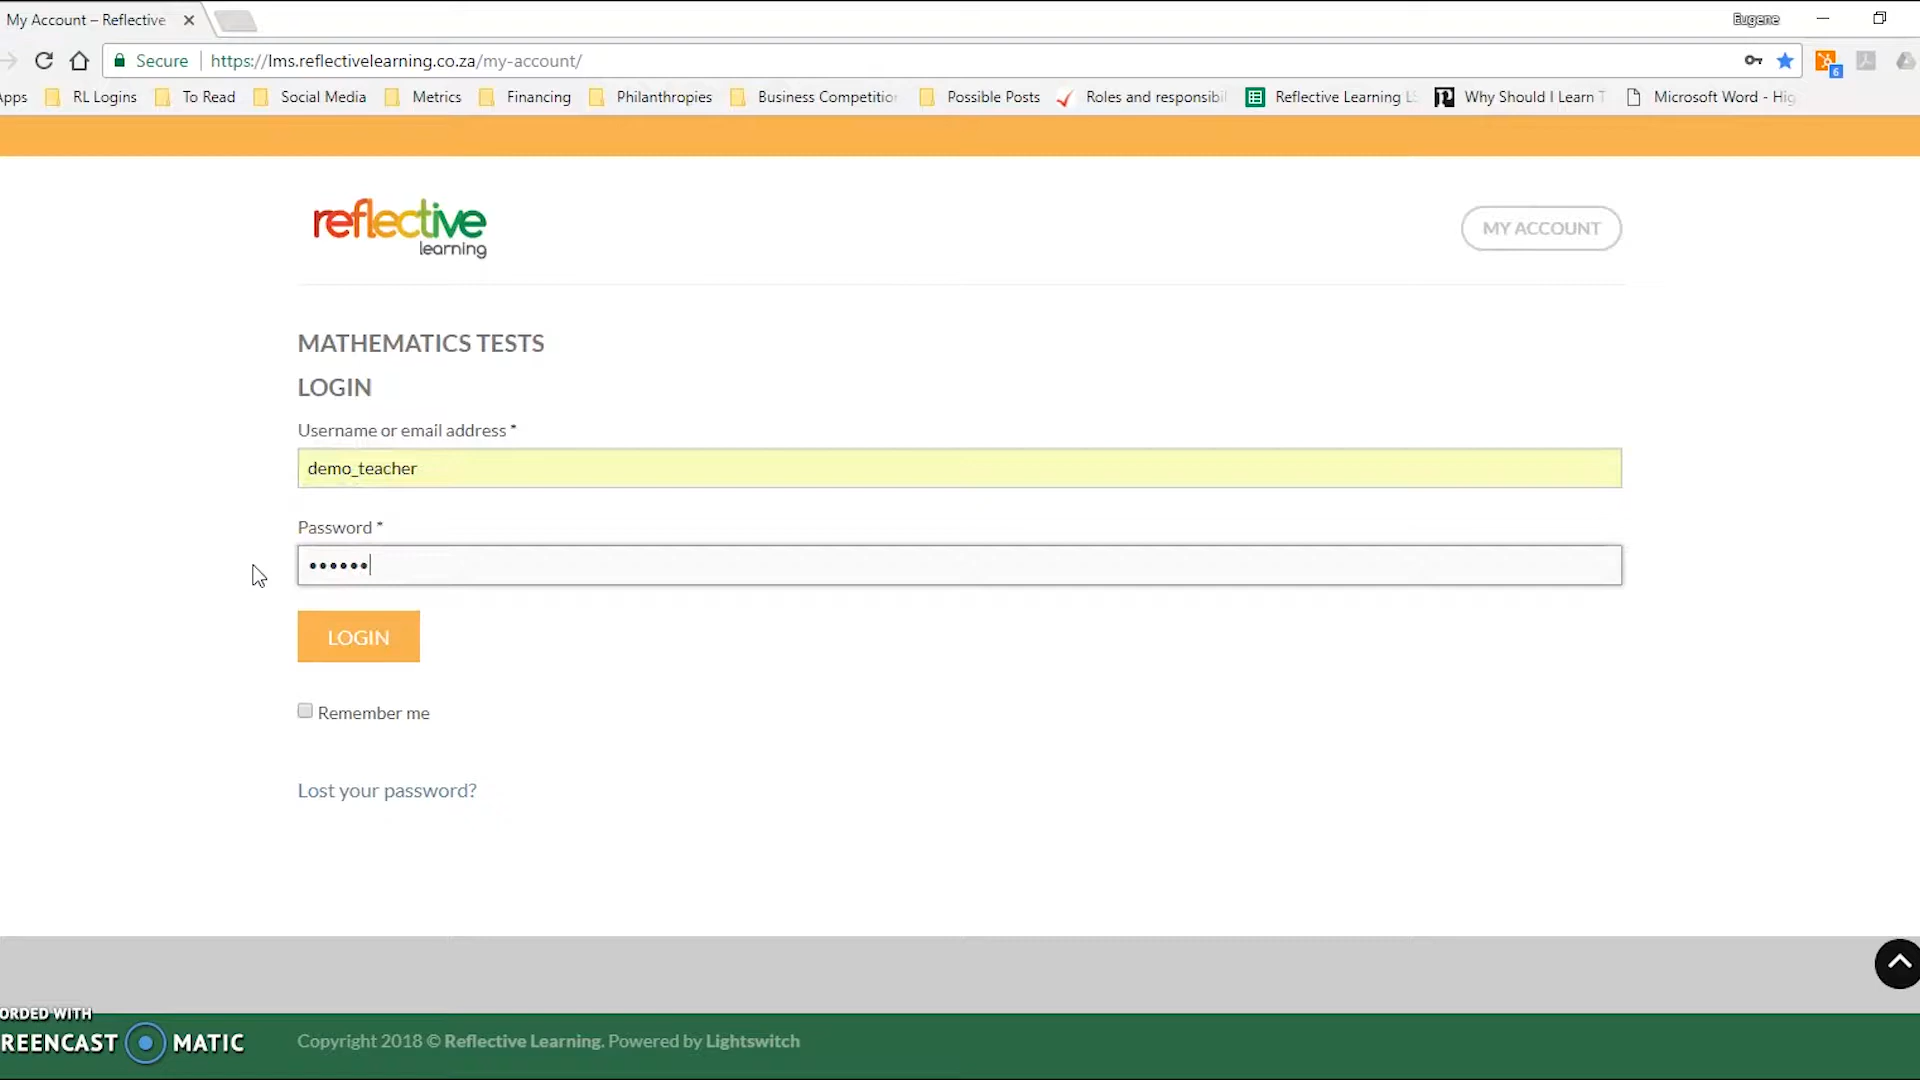 My Account – Reflective
Eugene
Secure
https://lms.reflectivelearning.co.za/my-account/
6
pps
RL Logins
To Read
Social Media
Metrics
Financing
Philanthropies
Business Competitio
Possible Posts
Roles and responsibi
Reflective Learning L
Why Should I Learn T
Microsoft Word - Hig
reflective
learning
MY ACCOUNT
MATHEMATICS TESTS
LOGIN
Username or email address *
demo_teacher
Password *
LOGIN
Remember me
Lost your password?
ORDED WITH
REENCAST MATIC
Copyright 2018 © Reflective Learning. Powered by Lightswitch